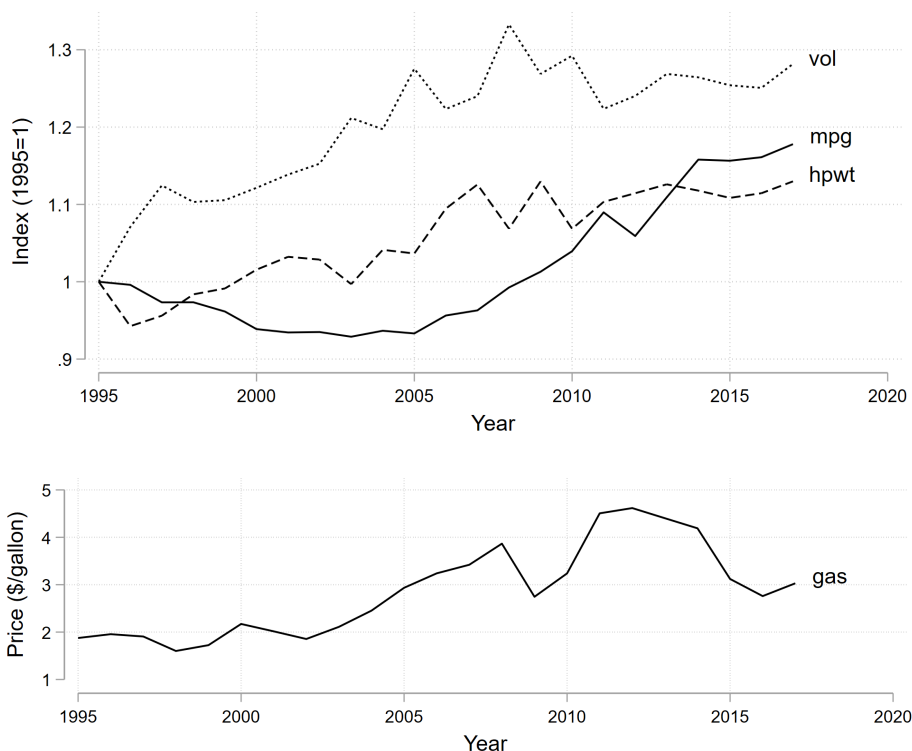 Index (1995=1)
1.3
1.2
1.1
1
.9
vol
mpg
hpwt
1995 2000 2005 2010 2015 2020
Year
Price ($/gallon)
5
4
3
2
1
gas
1995 2000 2005 2010 2015 2020
Year